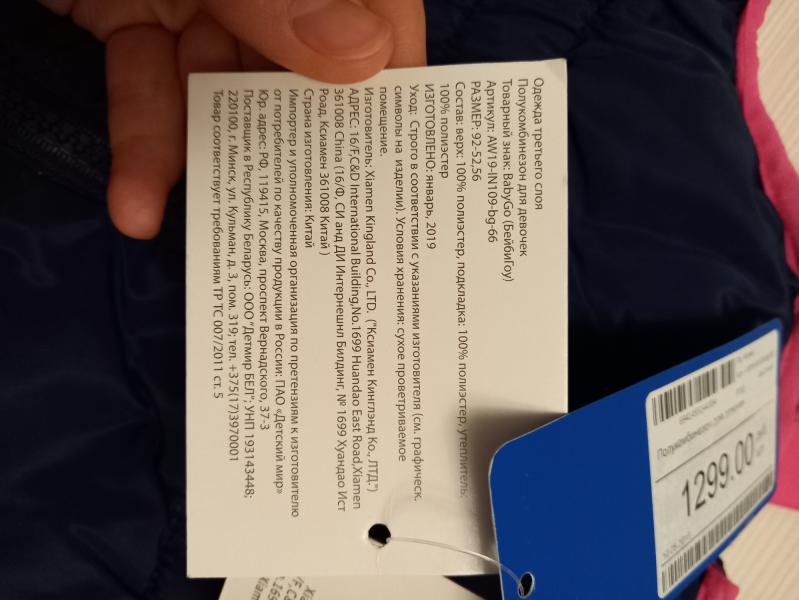 Одежда третьего слоя
Полукомбинезон для девочек
Товарный знак: BabyGo (БейбиГоу)
Артикул: AW19-IN109-bg-66
РАЗМЕР: 92-52,56
Состав: верх: 100% полиэстер, подкладка: 100% полиэстер, утеплитель:
100% полиэстер
ИЗГОТОВЛЕНО: январь, 2019
Уход: Строго в соответствии с указаниями изготовителя (см. графическ.
символы на изделии). Условия хранения: сухое проветриваемое
помещение.
Изготовитель: Xiamen Kingland Co., LTD. ("Ксиамен Кинглэнд Ко., ЛТД.")
АДРЕС: 16/F,C&D International Building,No.1699 Huandao East Road,Xiamen
361008 China (16/Ф, СИ анд ДИ Интернешнл Билдинг, № 1699 Хуандао Ист
Роад, Ксиамен 361008 Китай )
Страна изготовления: Китай
Импортер и уполномоченная организация по претензиям к изготовителю
от потребителей по качеству продукции в России: ПАО «Детский мир»
Юр. адрес: РФ, 119415, Москва, проспект Вернадского, 37-3
Поставщик в Республику Беларусь: ООО "Детмир БЕЛ"; УНП 193143448;
220100, г. Минск, ул. Кульман, д. 3, пом. 319; тел. +375(17)3970001
Товар соответствует требованиям ТР ТС 007/2011 ст. 5
Полукомбинезон для девочек
1299.00